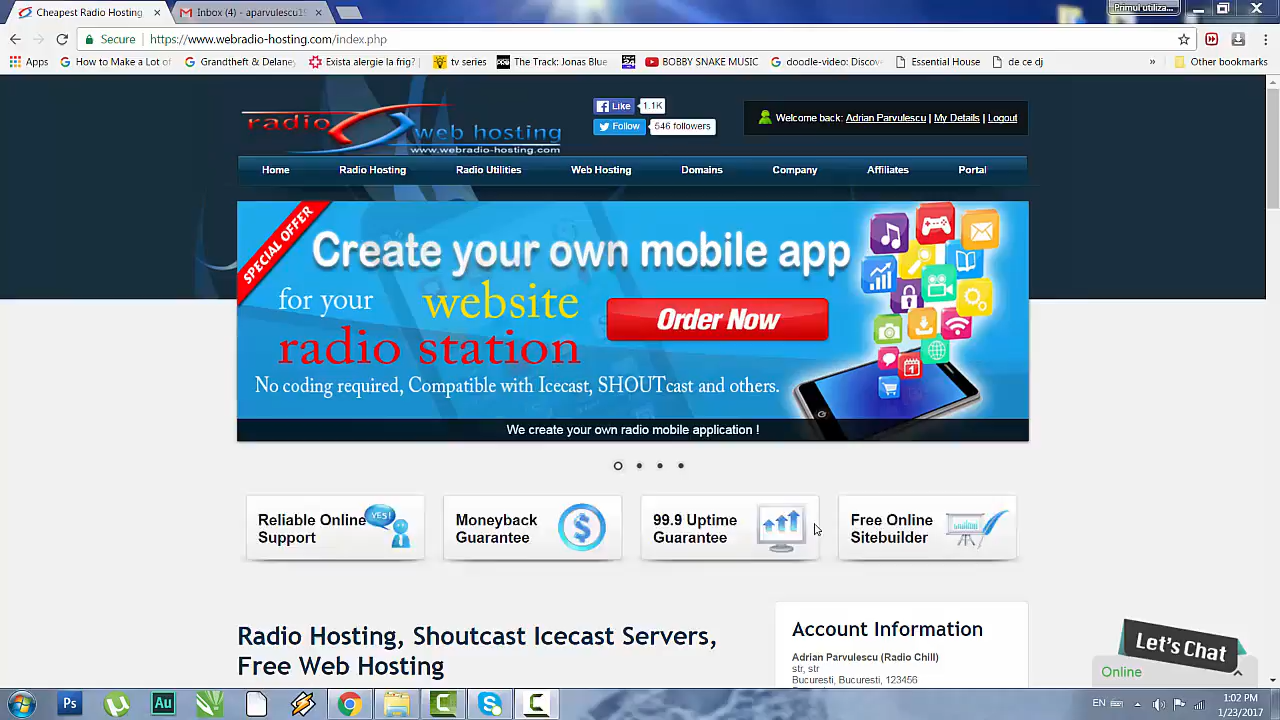 Cheapest Radio Hosting
Inbox (4) - aparvulescu19
Primul utiliza...
Secure
https://www.webradio-hosting.com/index.php
Apps
How to Make a Lot of
Grandtheft & Delaney
Exista alergie la frig?
tv series
The Track: Jonas Blue
BOBBY SNAKE MUSIC
doodle-video: Discov
Essential House
de ce dj
»
Other bookmarks
radio web hosting
www.webradio-hosting.com
Like 1.1K
Follow 546 followers
Welcome back: Adrian Parvulescu | My Details | Logout
Home
Radio Hosting
Radio Utilities
Web Hosting
Domains
Company
Affiliates
Portal
SPECIAL OFFER
Create your own mobile app
for your website
Order Now
radio station
No coding required, Compatible with Icecast, SHOUTcast and others.
We create your own radio mobile application !
Reliable Online
Support
YES!
Moneyback
Guarantee
99.9 Uptime
Guarantee
Free Online
Sitebuilder
Radio Hosting, Shoutcast Icecast Servers,
Free Web Hosting
Account Information
Adrian Parvulescu (Radio Chill)
str, str
Bucuresti, Bucuresti, 123456
Let's Chat
Online
Ps
Au
EN
1:02 PM
1/23/2017